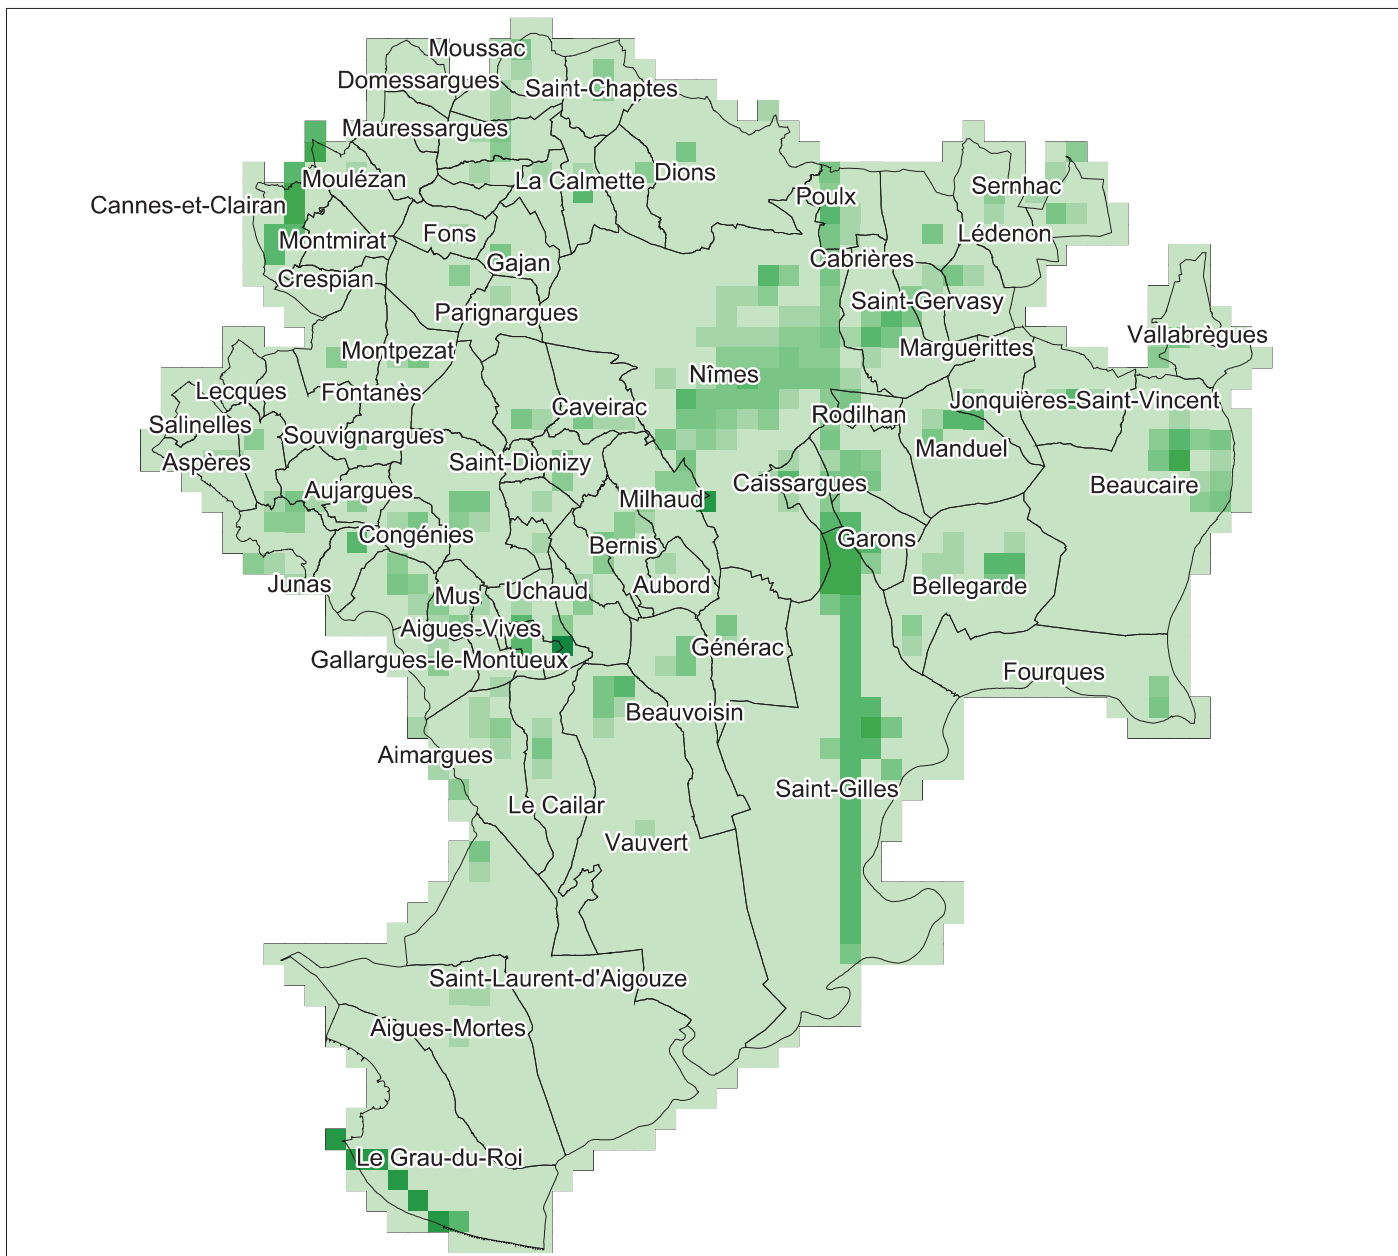 Moussac
Domessargues
Saint-Chaptes
Mauressargues
Moulézan
La Calmette
Dions
Sernhac
Poulx
Cannes-et-Clairan
Montmirat
Fons
Lédenon
Gajan
Cabrières
Crespian
Saint-Gervasy
Parignargues
Vallabrègues
Montpezat
Marguerittes
Nîmes
Lecques
Fontanès
Jonquières-Saint-Vincent
Caveirac
Rodilhan
Salinelles
Souvignargues
Manduel
Aspères
Saint-Dionizy
Caissargues
Beaucaire
Aujargues
Milhaud
Congénies
Garons
Bernis
Junas
Aubord
Bellegarde
Mus
Uchaud
Aigues-Vives
Générac
Gallargues-le-Montueux
Fourques
Beauvoisin
Aimargues
Saint-Gilles
Le Cailar
Vauvert
Saint-Laurent-d'Aigouze
Aigues-Mortes
Le Grau-du-Roi